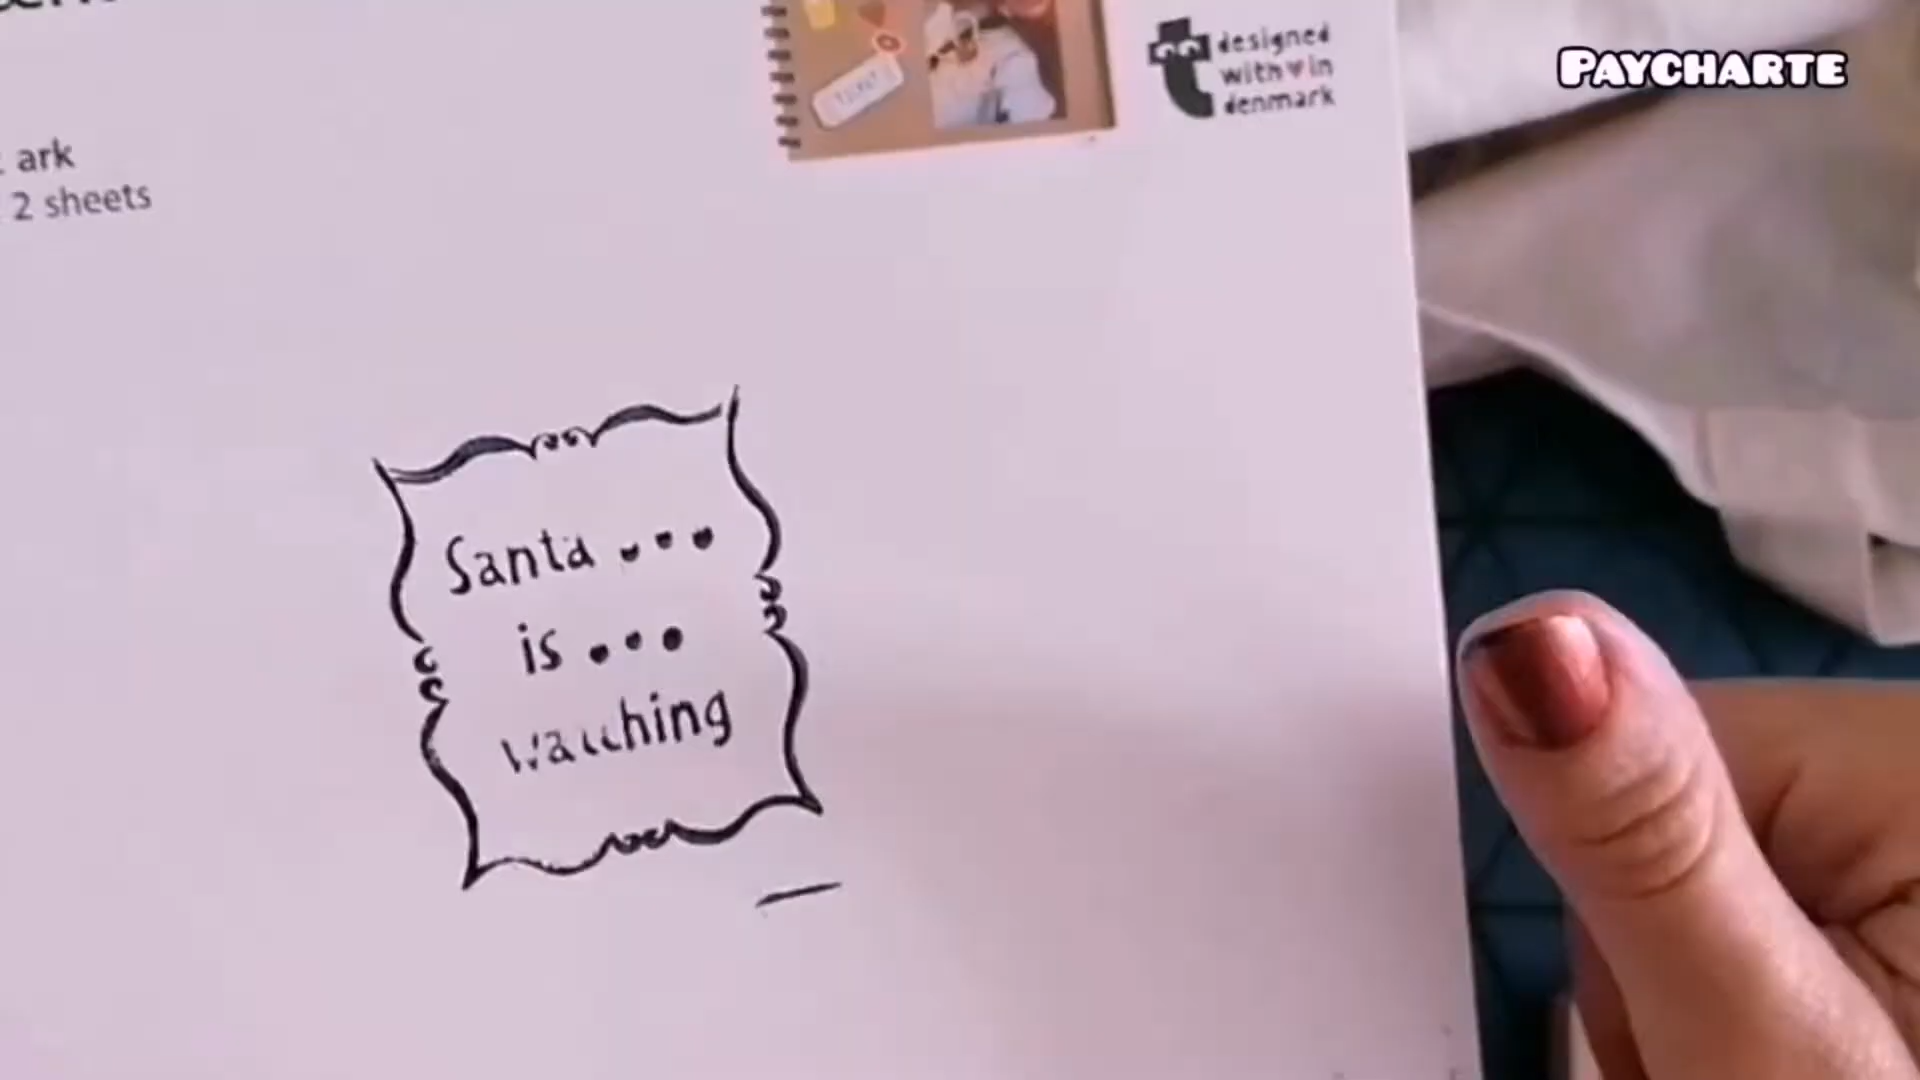 ark
2 sheets
designed
with♥in
denmark
PAYCHARTE
Santa ...
is ...
watching